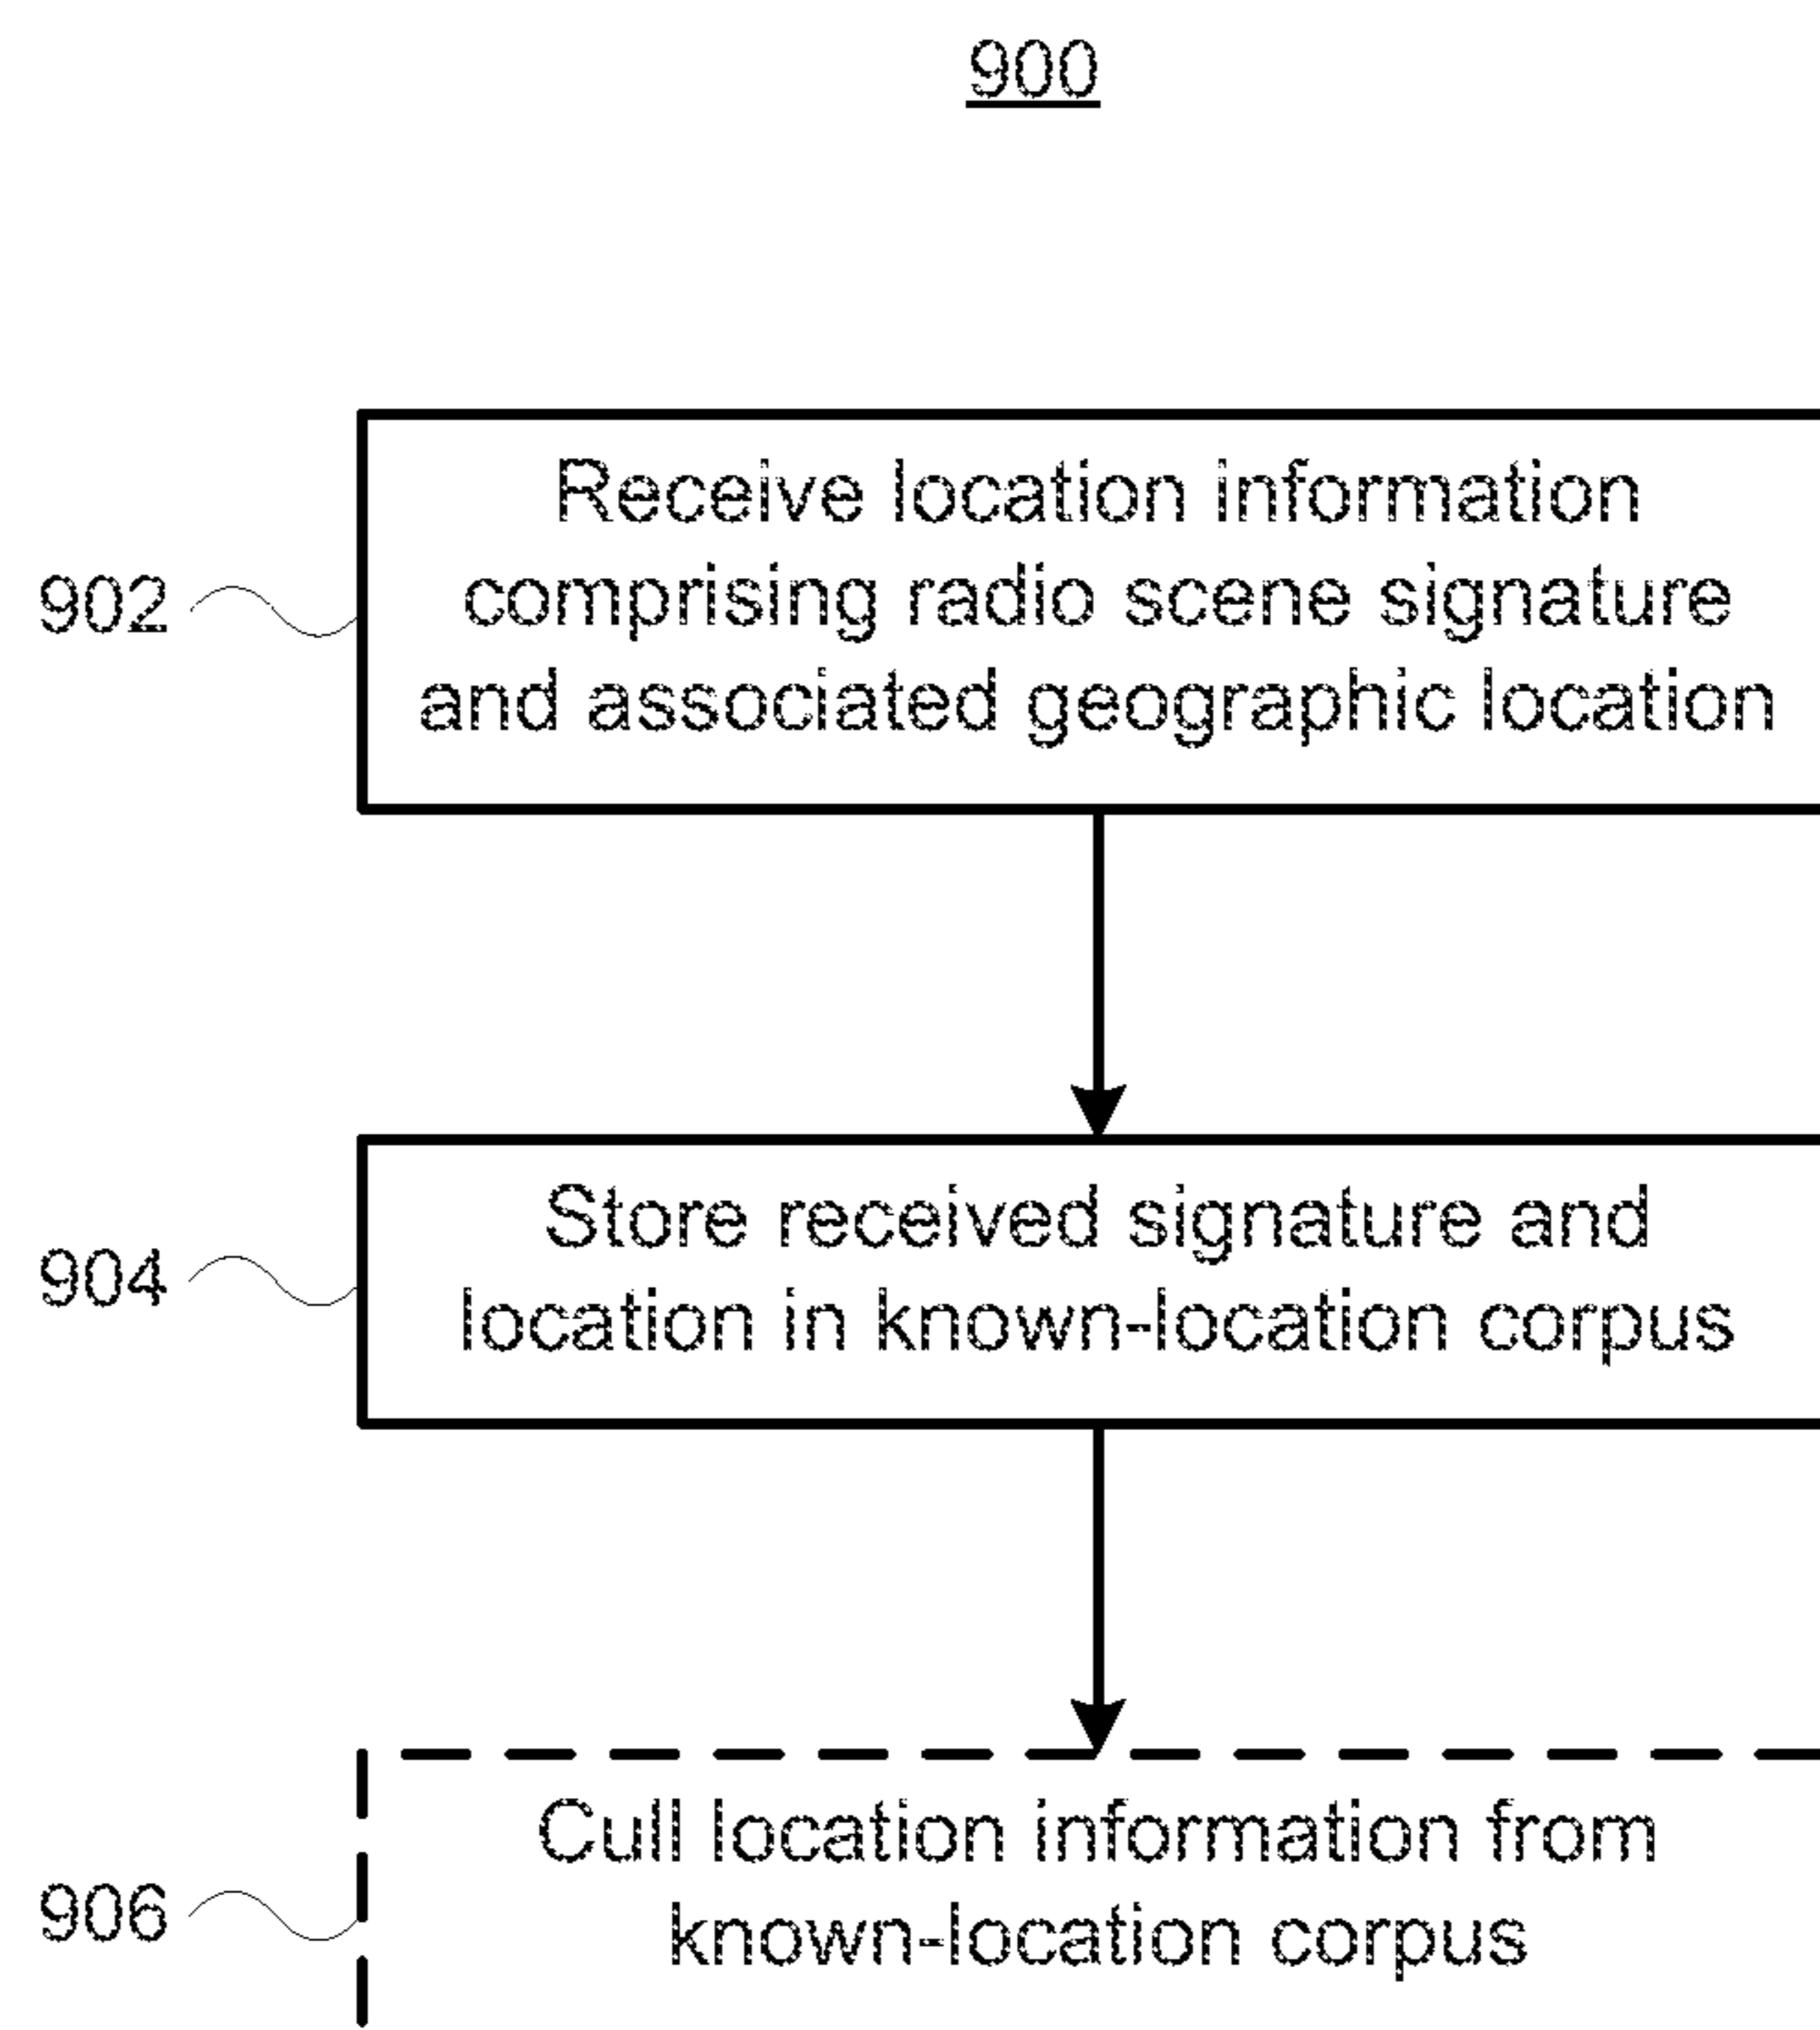 900
902
Receive location information
comprising radio scene signature
and associated geographic location
904
Store received signature and
location in known-location corpus
906
Cull location information from
known-location corpus